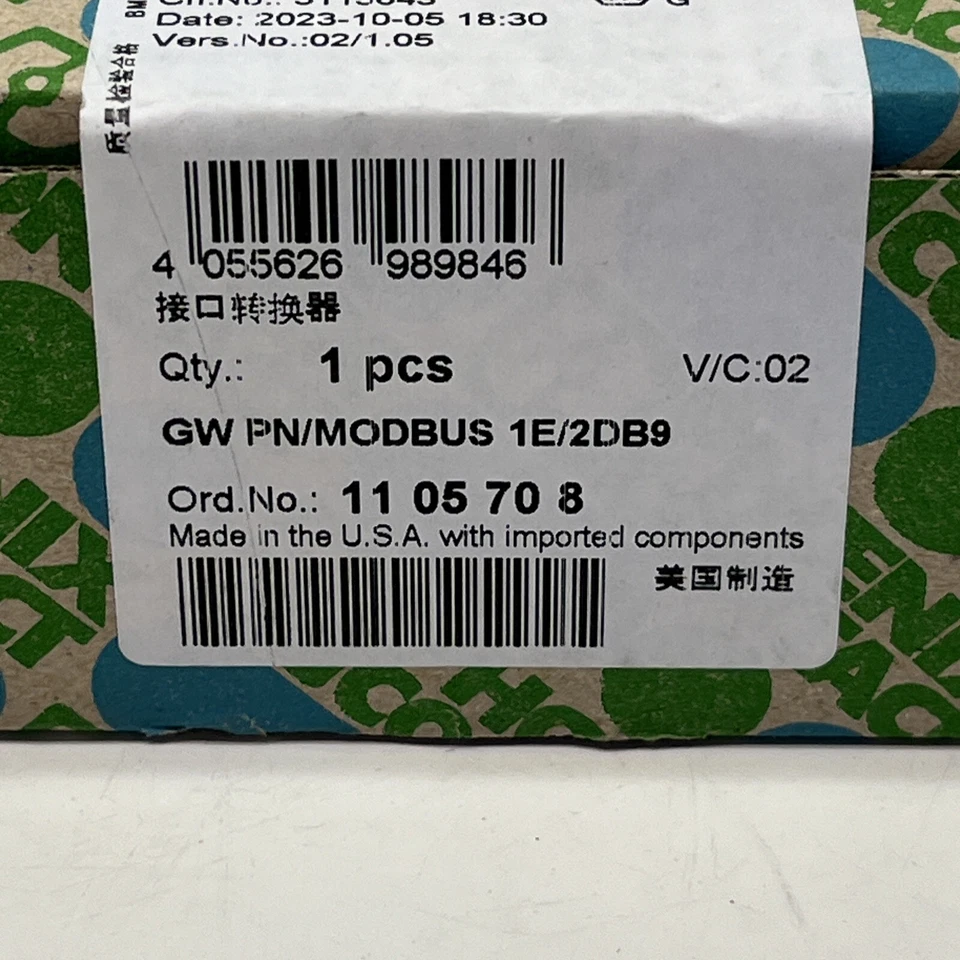 Date: 2023-10-05 18:30
Vers.No.:02/1.05
质量检验合格
4 055626 989846
接口转换器
Qty.: 1 pcs V/C:02
GW PN/MODBUS 1E/2DB9
Ord.No.: 11 05 70 8
Made in the U.S.A. with imported components
美国制造